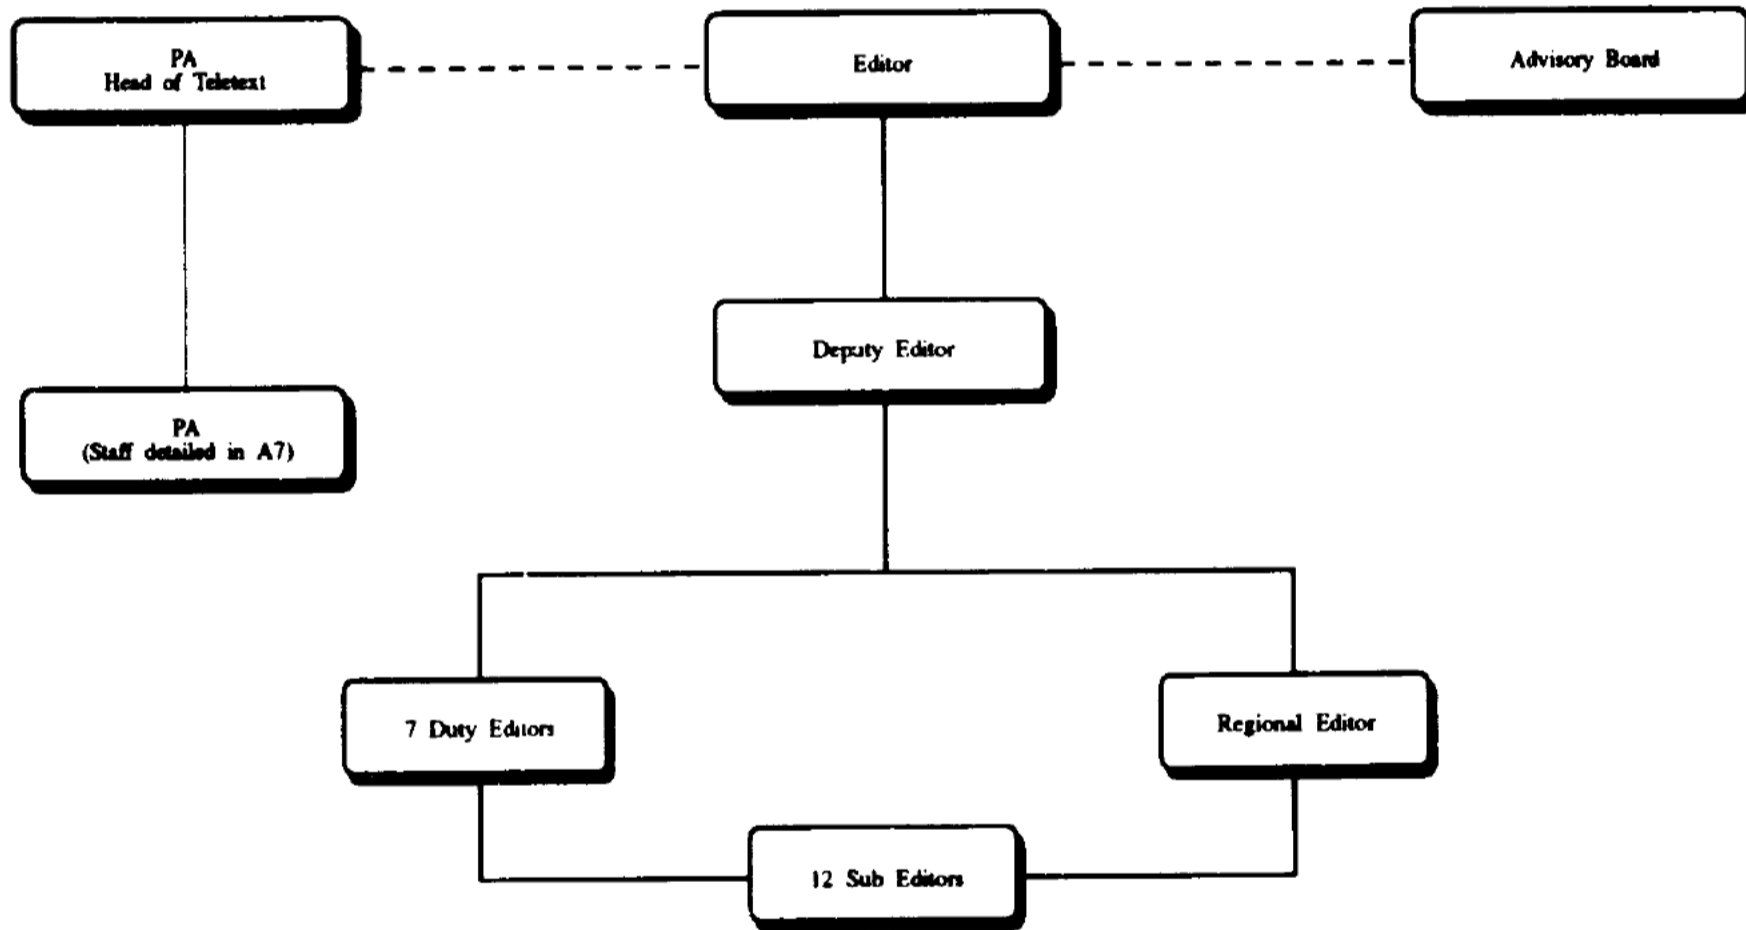 PA
Head of Teletext
Editor
Advisory Board
Deputy Editor
PA
(Staff detailed in A7)
7 Duty Editors
Regional Editor
12 Sub Editors